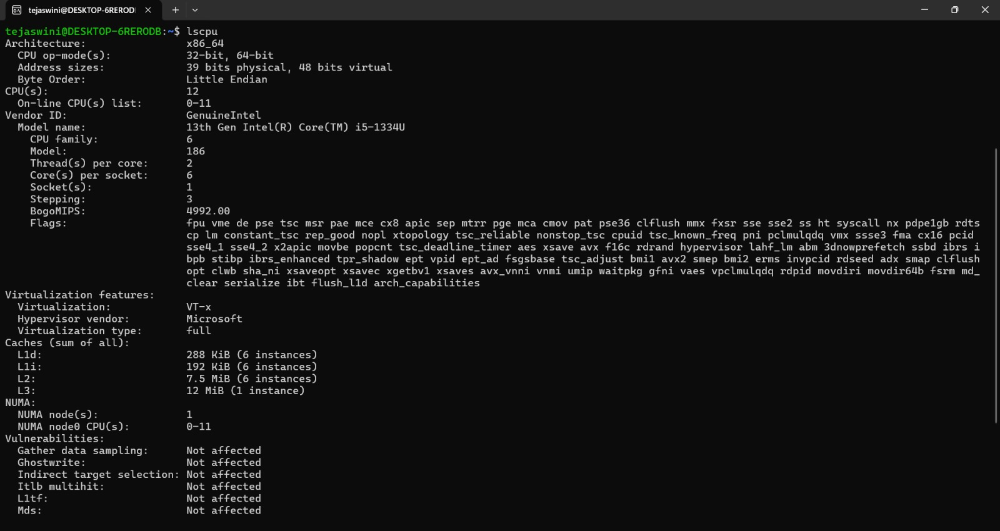 tejaswini@DESKTOP-6REROD
tejaswini@DESKTOP-6RERODB:~$ lscpu
Architecture: x86_64
CPU op-mode(s): 32-bit, 64-bit
Address sizes: 39 bits physical, 48 bits virtual
Byte Order: Little Endian
CPU(s): 12
On-line CPU(s) list: 0-11
Vendor ID: GenuineIntel
Model name: 13th Gen Intel(R) Core(TM) i5-1334U
CPU family: 6
Model: 186
Thread(s) per core: 2
Core(s) per socket: 6
Socket(s): 1
Stepping: 3
BogoMIPS: 4992.00
Flags: fpu vme de pse tsc msr pae mce cx8 apic sep mtrr pge mca cmov pat pse36 clflush mmx fxsr sse sse2 ss ht syscall nx pdpe1gb rdts
cp lm constant_tsc rep_good nopl xtopology tsc_reliable nonstop_tsc cpuid tsc_known_freq pni pclmulqdq vmx ssse3 fma cx16 pcid
sse4_1 sse4_2 x2apic movbe popcnt tsc_deadline_timer aes xsave avx f16c rdrand hypervisor lahf_lm abm 3dnowprefetch ssbd ibrs i
bpb stibp ibrs_enhanced tpr_shadow ept vpid ept_ad fsgsbase tsc_adjust bmi1 avx2 smep bmi2 erms invpcid rdseed adx smap clflush
opt clwb sha_ni xsaveopt xsavec xgetbv1 xsaves avx_vnni vnmi umip waitpkg gfni vaes vpclmulqdq rdpid movdiri movdir64b fsrm md_
clear serialize ibt flush_l1d arch_capabilities
Virtualization features:
Virtualization: VT-x
Hypervisor vendor: Microsoft
Virtualization type: full
Caches (sum of all):
L1d: 288 KiB (6 instances)
L1i: 192 KiB (6 instances)
L2: 7.5 MiB (6 instances)
L3: 12 MiB (1 instance)
NUMA:
NUMA node(s): 1
NUMA node0 CPU(s): 0-11
Vulnerabilities:
Gather data sampling: Not affected
Ghostwrite: Not affected
Indirect target selection: Not affected
Itlb multihit: Not affected
L1tf: Not affected
Mds: Not affected